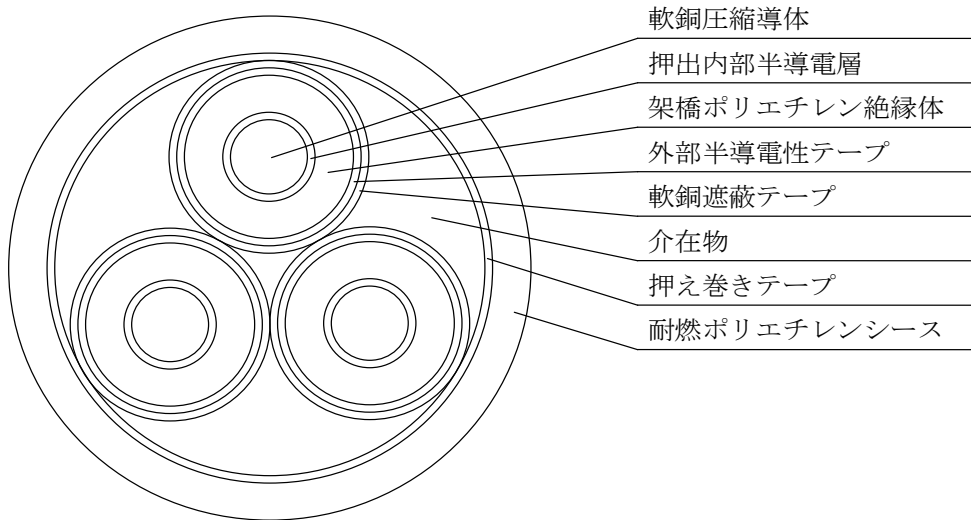 軟銅圧縮導体
押出内部半導電層
架橋ポリエチレン絶縁体
外部半導電性テープ
軟銅遮蔽テープ
介在物
押え巻きテープ
耐燃ポリエチレンシース